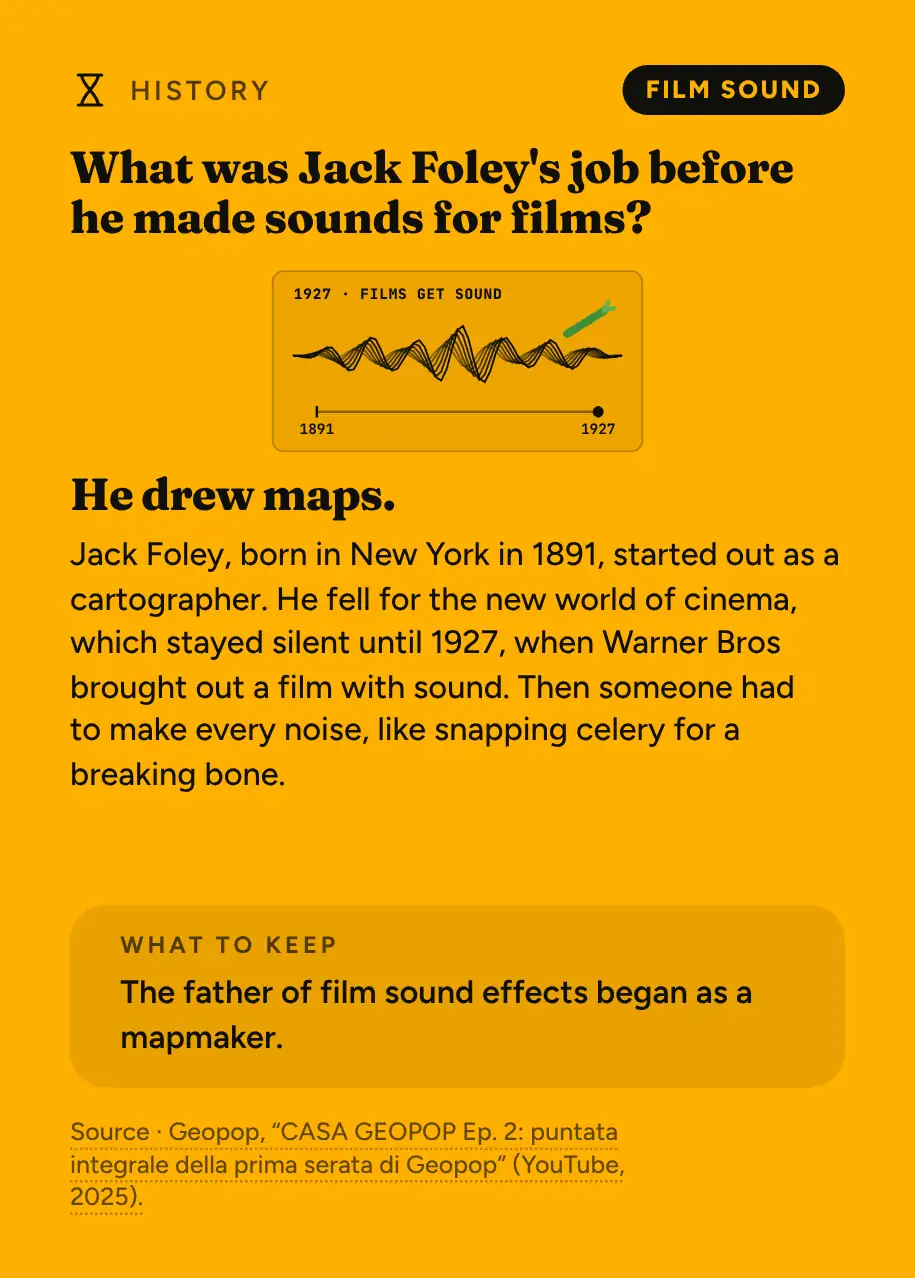 HISTORY
FILM SOUND
What was Jack Foley's job before
he made sounds for films?
1927 · FILMS GET SOUND
1891
1927
He drew maps.
Jack Foley, born in New York in 1891, started out as a
cartographer. He fell for the new world of cinema,
which stayed silent until 1927, when Warner Bros
brought out a film with sound. Then someone had
to make every noise, like snapping celery for a
breaking bone.
WHAT TO KEEP
The father of film sound effects began as a
mapmaker.
Source · Geopop, “CASA GEOPOP Ep. 2: puntata
integrale della prima serata di Geopop” (YouTube,
2025).